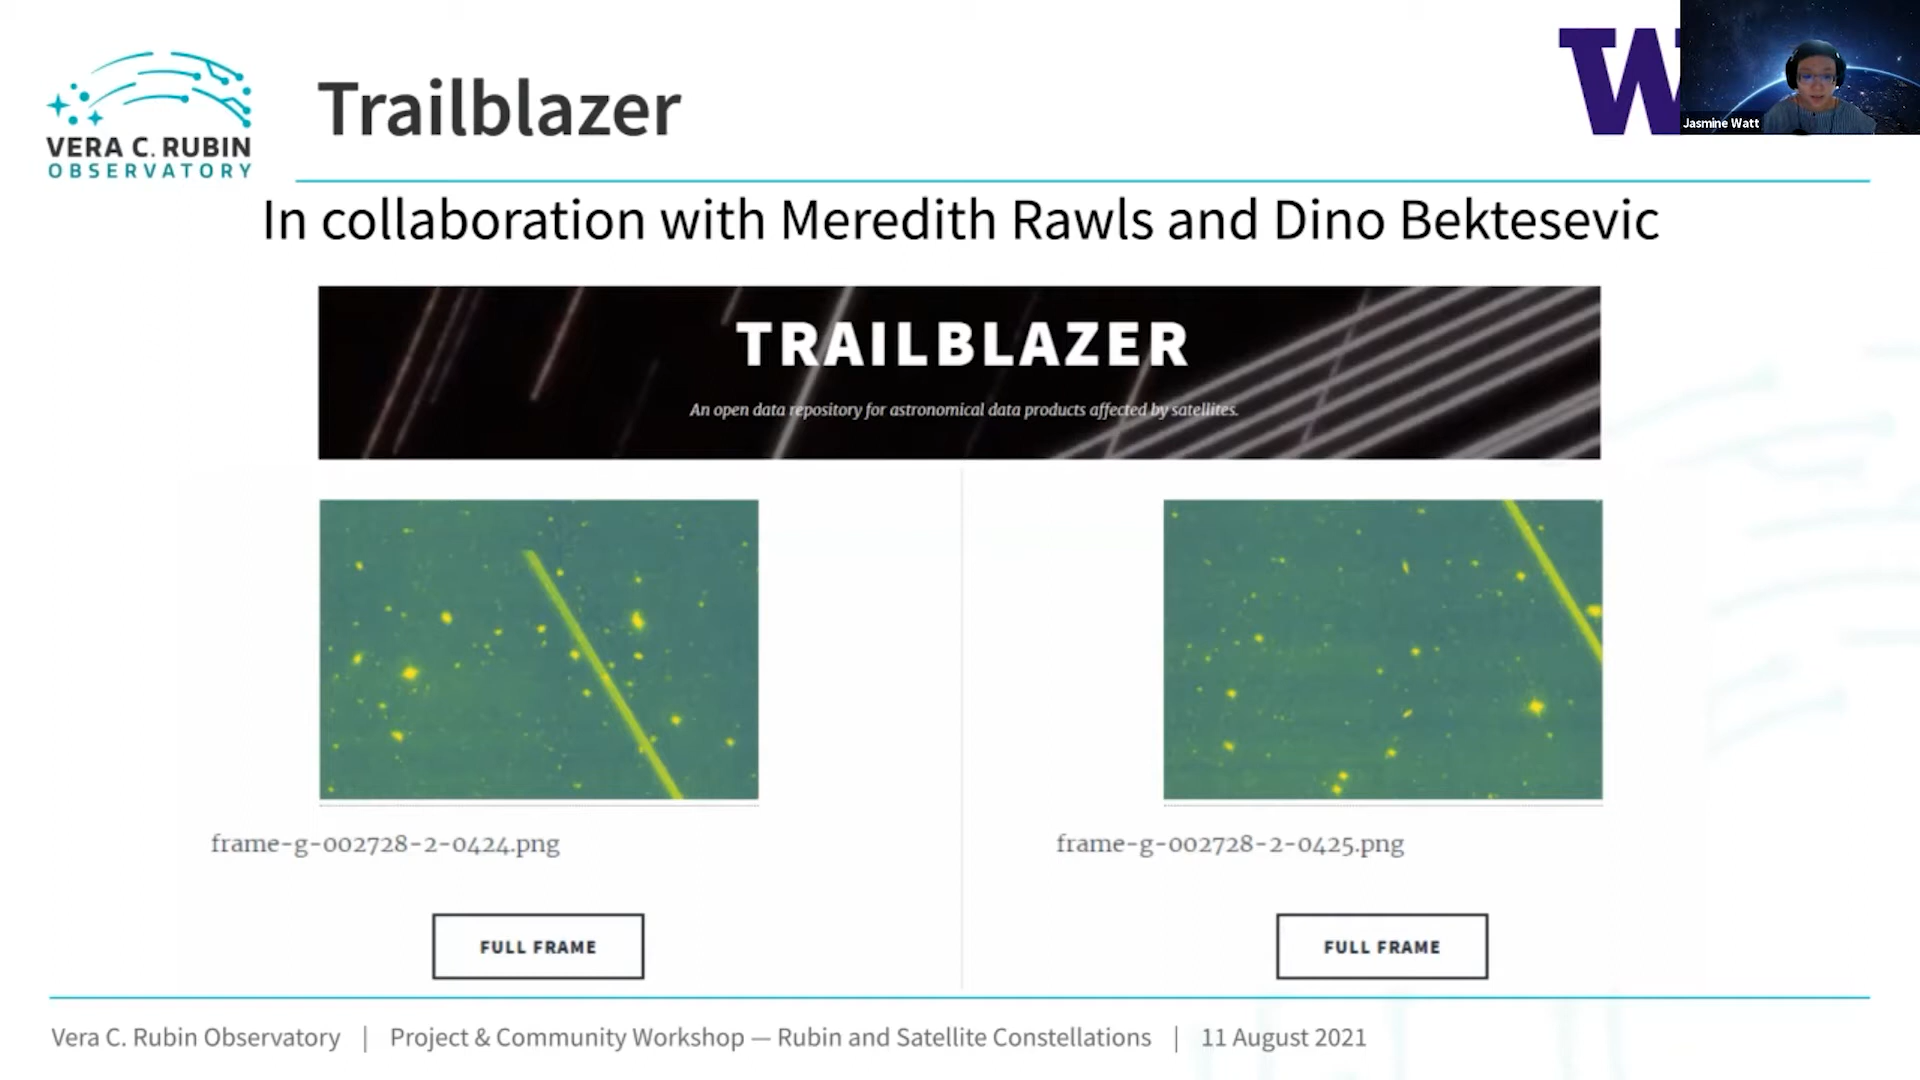 VERA C. RUBIN
OBSERVATORY
Trailblazer
W
Jasmine Watt
In collaboration with Meredith Rawls and Dino Bektesevic
TRAILBLAZER
An open data repository for astronomical data products affected by satellites.
frame-g-002728-2-0424.png
frame-g-002728-2-0425.png
FULL FRAME
FULL FRAME
Vera C. Rubin Observatory | Project & Community Workshop — Rubin and Satellite Constellations | 11 August 2021